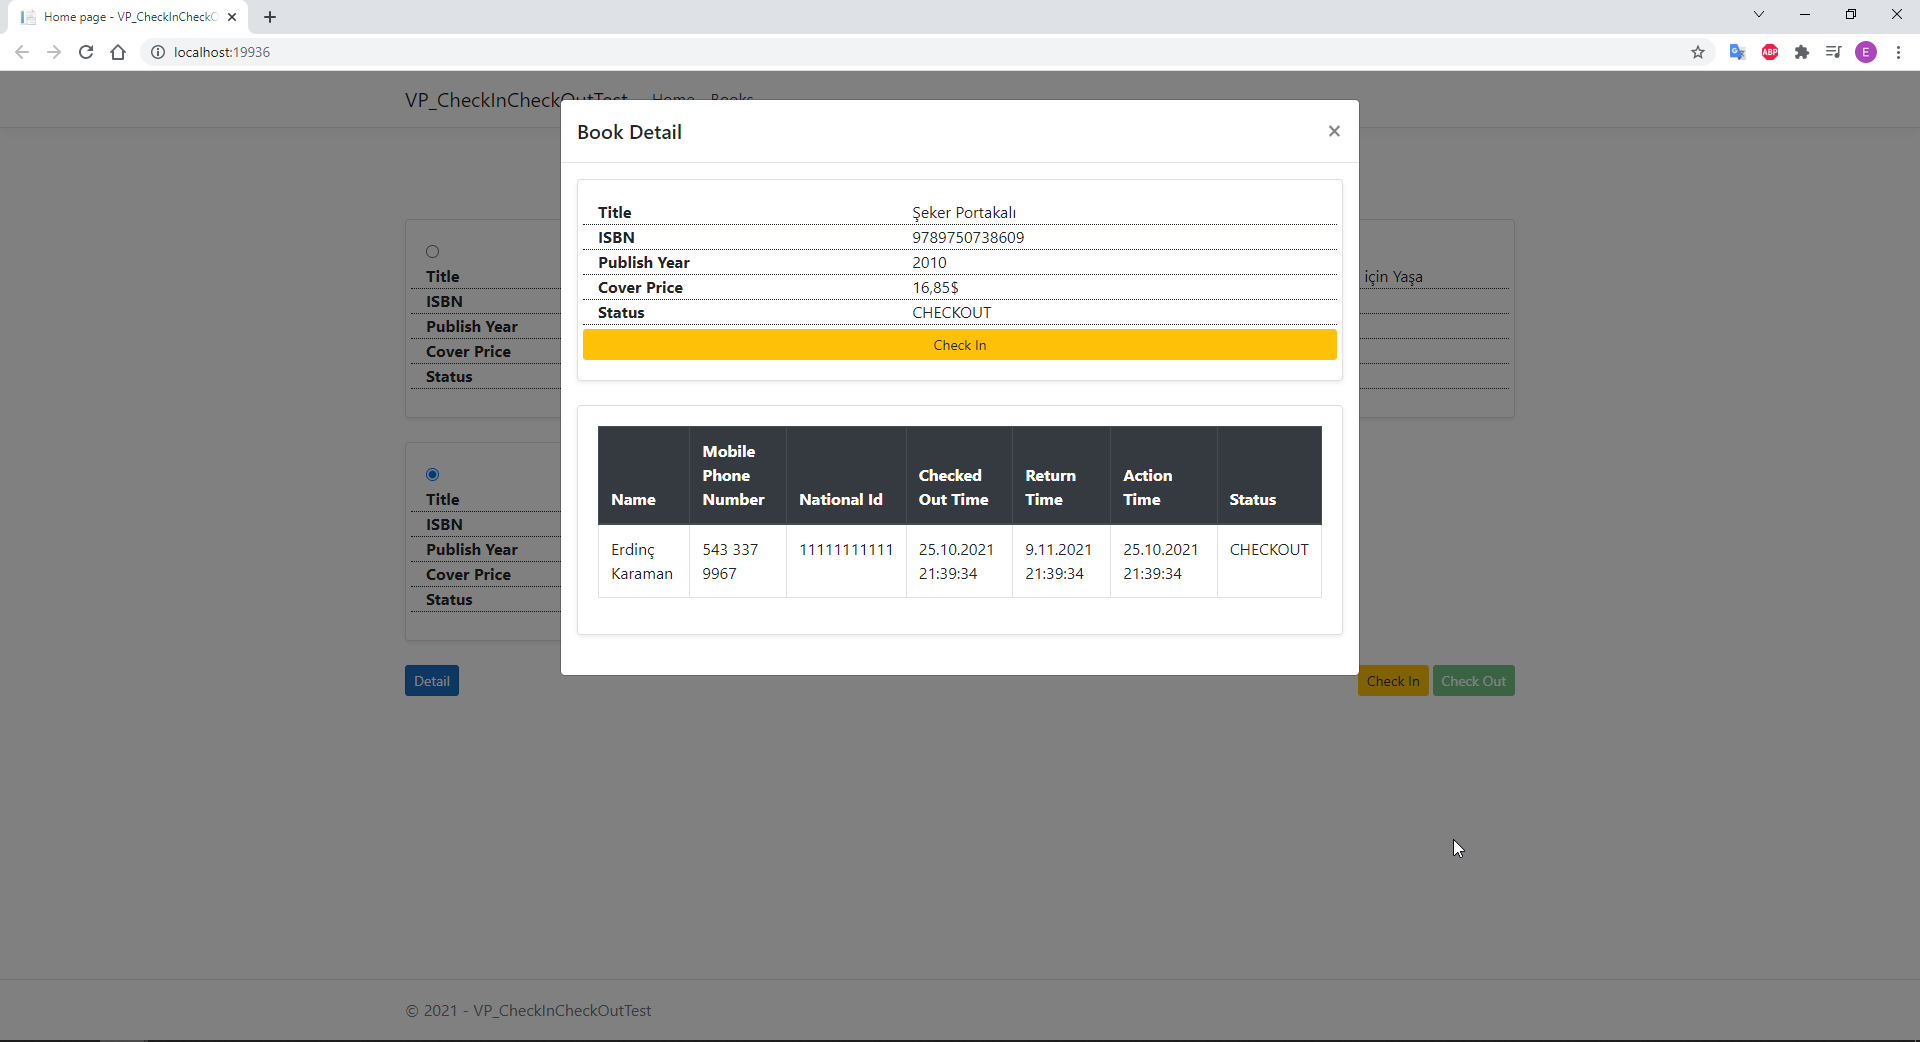 Home page - VP_CheckInCheckO
localhost:19936
ABP
E
VP_CheckInCheckOutTest Home Books
Book Detail
Title Şeker Portakalı
ISBN 9789750738609
Publish Year 2010
Cover Price 16,85$
Status CHECKOUT
Check In
Title
ISBN
Publish Year
Cover Price
Status
için Yaşa
Name Mobile Phone Number National Id Checked Out Time Return Time Action Time Status
Erdinç Karaman 543 337 9967 11111111111 25.10.2021 21:39:34 9.11.2021 21:39:34 25.10.2021 21:39:34 CHECKOUT
Title
ISBN
Publish Year
Cover Price
Status
Detail
Check In Check Out
© 2021 - VP_CheckInCheckOutTest